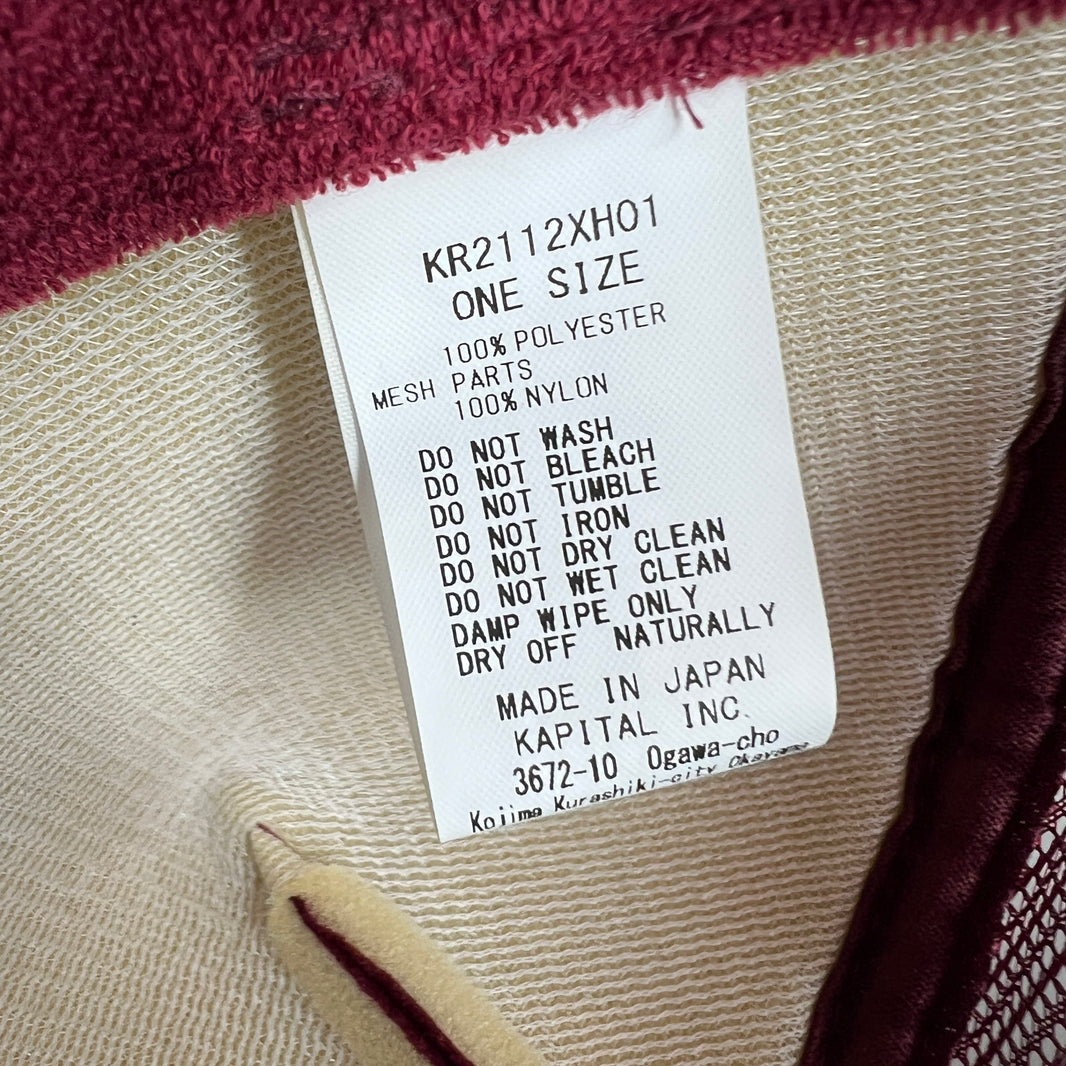 KR2112XH01
ONE SIZE
100% POLYESTER
MESH PARTS
100% NYLON
DO NOT WASH
DO NOT BLEACH
DO NOT TUMBLE
DO NOT IRON
DO NOT DRY CLEAN
DO NOT WET CLEAN
DAMP WIPE ONLY
DRY OFF NATURALLY
MADE IN JAPAN
KAPITAL INC.
3672-10 Ogawa-cho
Kojima Kurashiki-city Okayama